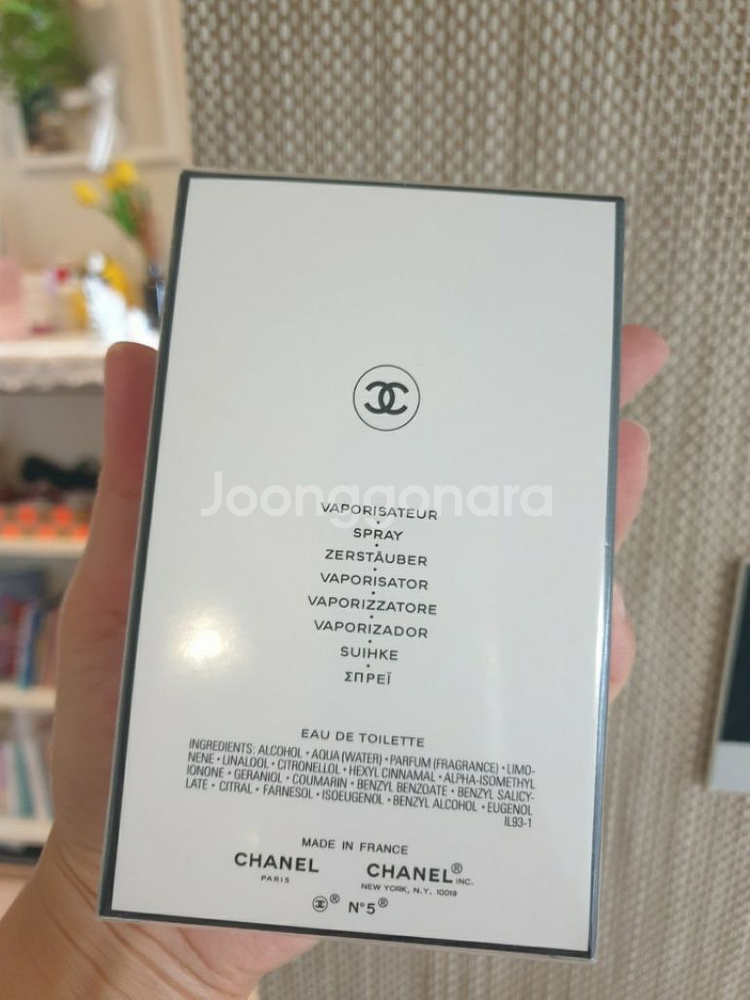 Joonggonara
VAPORISATEUR
•
SPRAY
•
ZERSTÄUBER
•
VAPORISATOR
•
VAPORIZZATORE
•
VAPORIZADOR
•
SUIHKE
•
ΣΠΡΕΪ
EAU DE TOILETTE
INGREDIENTS: ALCOHOL • AQUA (WATER) • PARFUM (FRAGRANCE) • LIMO-
NENE • LINALOOL • CITRONELLOL • HEXYL CINNAMAL • ALPHA-ISOMETHYL
IONONE • GERANIOL • COUMARIN • BENZYL BENZOATE • BENZYL SALICY-
LATE • CITRAL • FARNESOL • ISOEUGENOL • BENZYL ALCOHOL • EUGENOL
IL93-1
MADE IN FRANCE
CHANEL CHANEL® INC.
PARIS NEW YORK, N.Y. 10019
® N°5®